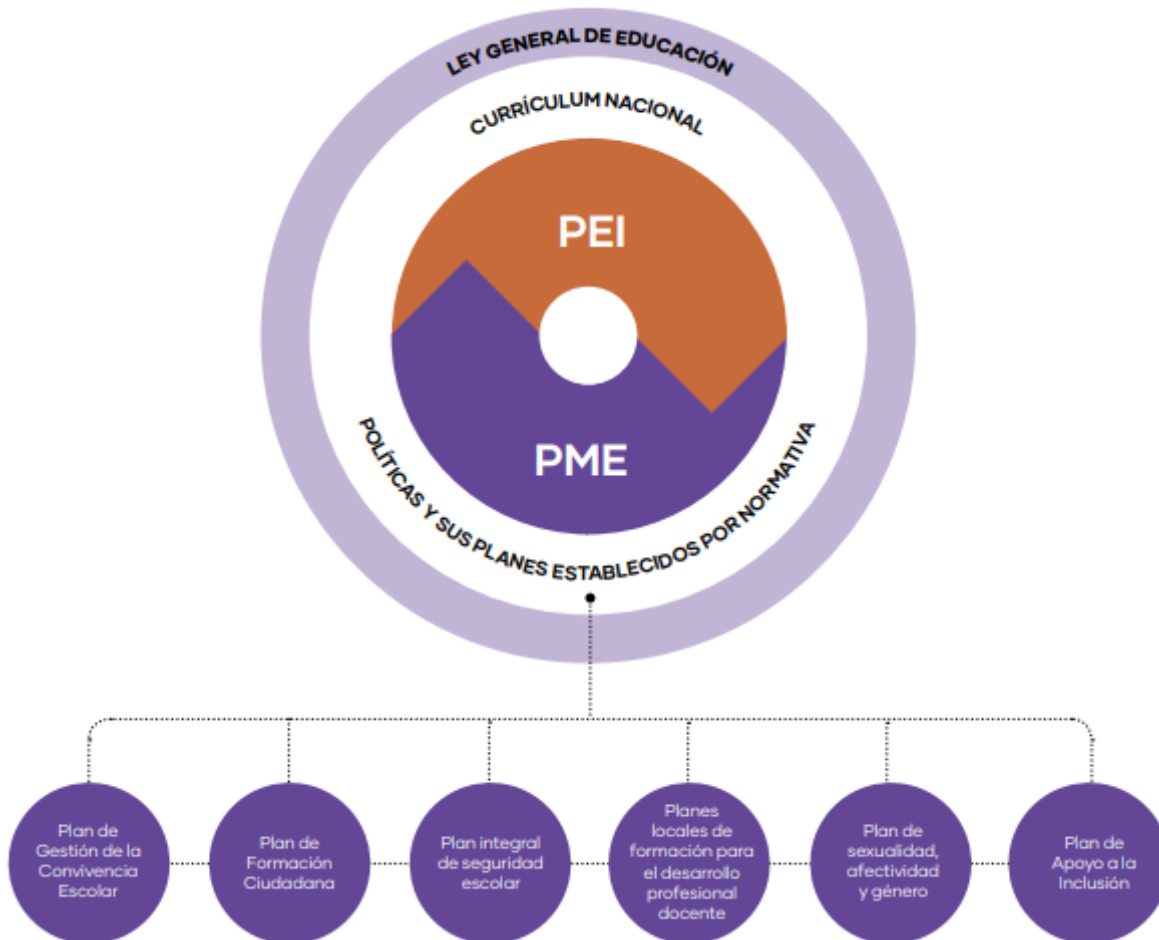 LEY GENERAL DE EDUCACIÓN
CURRÍCULUM NACIONAL
PEI
PME
POLÍTICAS Y SUS PLANES ESTABLECIDOS POR NORMATIVA
Plan de
Gestión de la
Convivencia
Escolar
Plan de
Formación
Ciudadana
Plan integral
de seguridad
escolar
Planes
locales de
formación para
el desarrollo
profesional
docente
Plan de
sexualidad,
afectividad
y género
Plan de
Apoyo a la
Inclusión